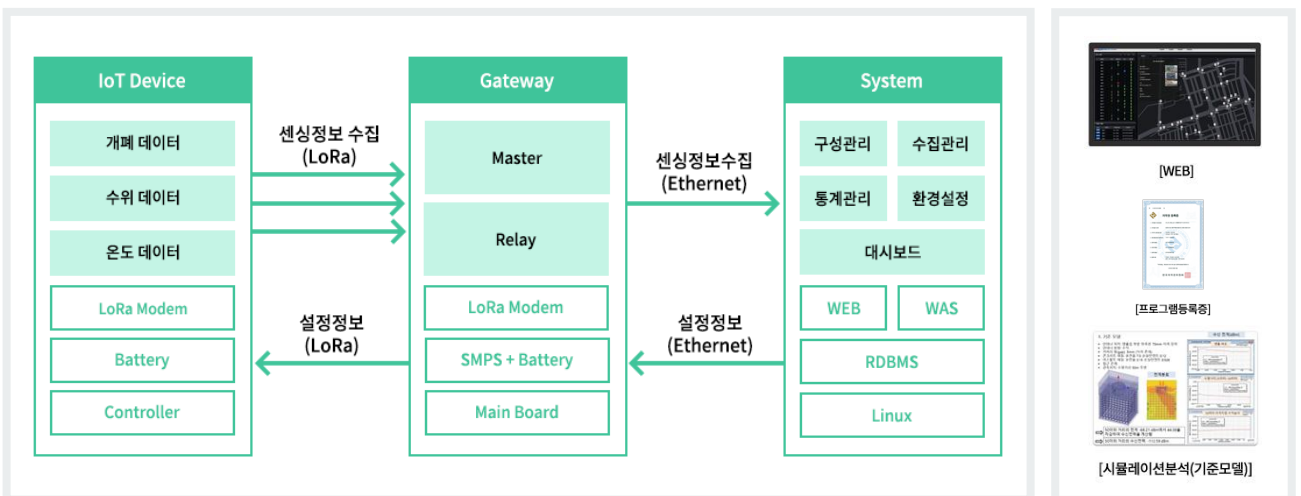 IoT Device
개폐 데이터
수위 데이터
온도 데이터
LoRa Modem
Battery
Controller
센싱정보 수집
(LoRa)
설정정보
(LoRa)
Gateway
Master
Relay
LoRa Modem
SMPS + Battery
Main Board
센싱정보수집
(Ethernet)
설정정보
(Ethernet)
System
구성관리
수집관리
통계관리
환경설정
대시보드
WEB
WAS
RDBMS
Linux
[WEB]
[프로그램등록증]
[시뮬레이션분석(기준모델)]